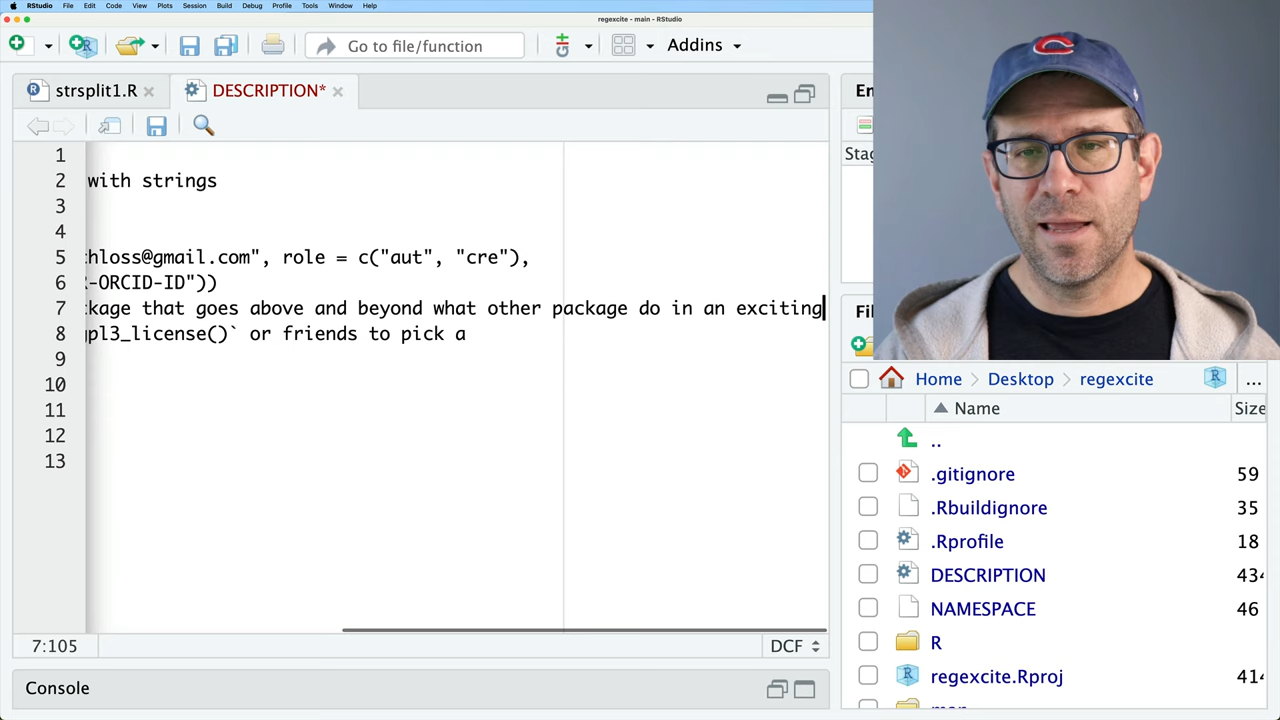 RStudio File Edit Code View Plots Session Build Debug Profile Tools Window Help
regexcite - main - RStudio
Go to file/function
Addins
strsplit1.R
DESCRIPTION*
1
2 with strings
3
4
5 hloss@gmail.com", role = c("aut", "cre"),
6 R-ORCID-ID"))
7 kage that goes above and beyond what other package do in an exciting
8 gpl3_license()` or friends to pick a
9
10
11
12
13
7:105
DCF
Console
En
Stag
Fil
Home Desktop regexcite
...
Name Size
..
.gitignore 59
.Rbuildignore 35
.Rprofile 18
DESCRIPTION 434
NAMESPACE 46
R
regexcite.Rproj 414